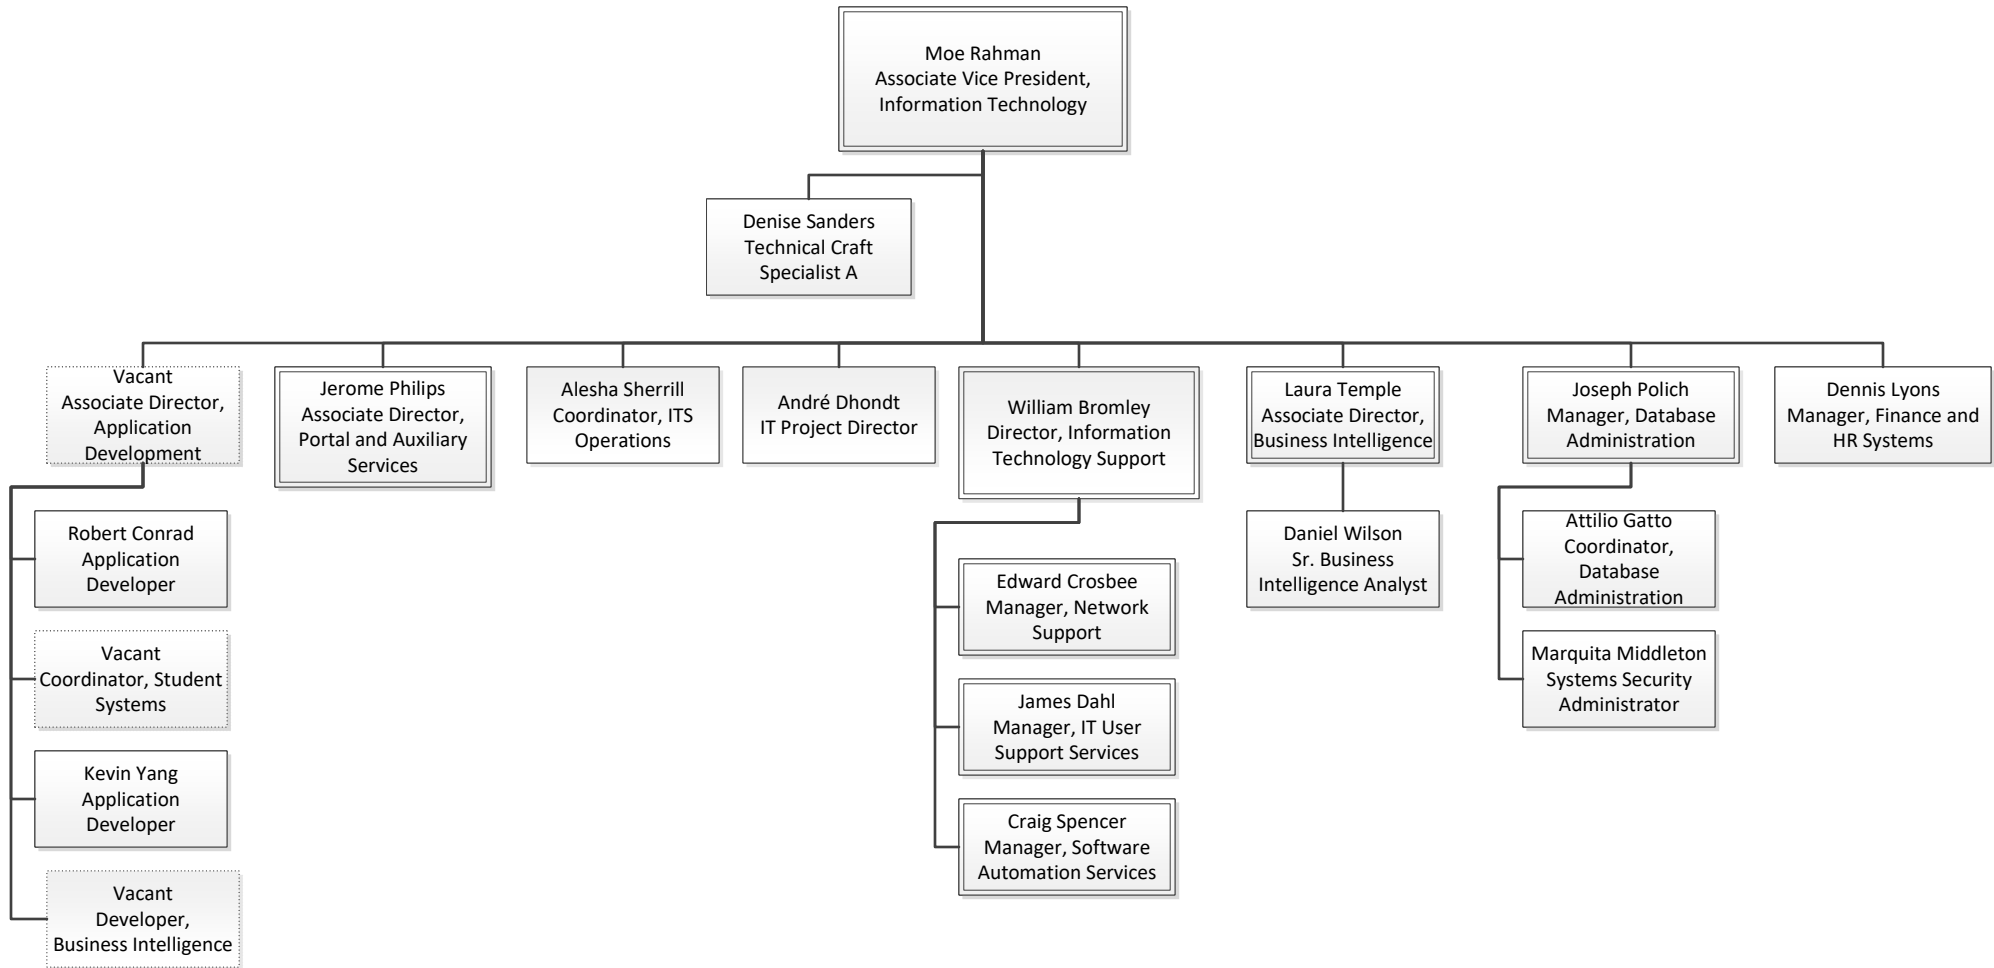 Moe Rahman
Associate Vice President,
Information Technology
Denise Sanders
Technical Craft
Specialist A
Vacant
Associate Director,
Application
Development
Jerome Philips
Associate Director,
Portal and Auxiliary
Services
Alesha Sherrill
Coordinator, ITS
Operations
André Dhondt
IT Project Director
William Bromley
Director, Information
Technology Support
Laura Temple
Associate Director,
Business Intelligence
Joseph Polich
Manager, Database
Administration
Dennis Lyons
Manager, Finance and
HR Systems
Robert Conrad
Application
Developer
Vacant
Coordinator, Student
Systems
Kevin Yang
Application
Developer
Vacant
Developer,
Business Intelligence
Edward Crosbee
Manager, Network
Support
James Dahl
Manager, IT User
Support Services
Craig Spencer
Manager, Software
Automation Services
Daniel Wilson
Sr. Business
Intelligence Analyst
Attilio Gatto
Coordinator,
Database
Administration
Marquita Middleton
Systems Security
Administrator